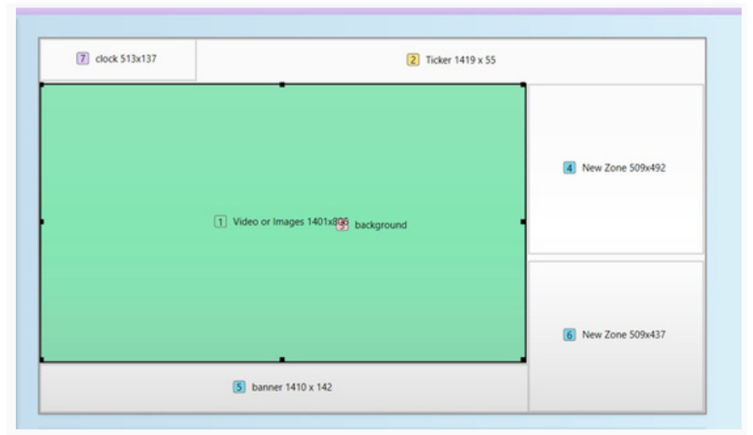 7 clock 513x137
2 Ticker 1419 x 55
4 New Zone 509x492
1 Video or Images
background
6 New Zone 509x437
5 banner 1410 x 142